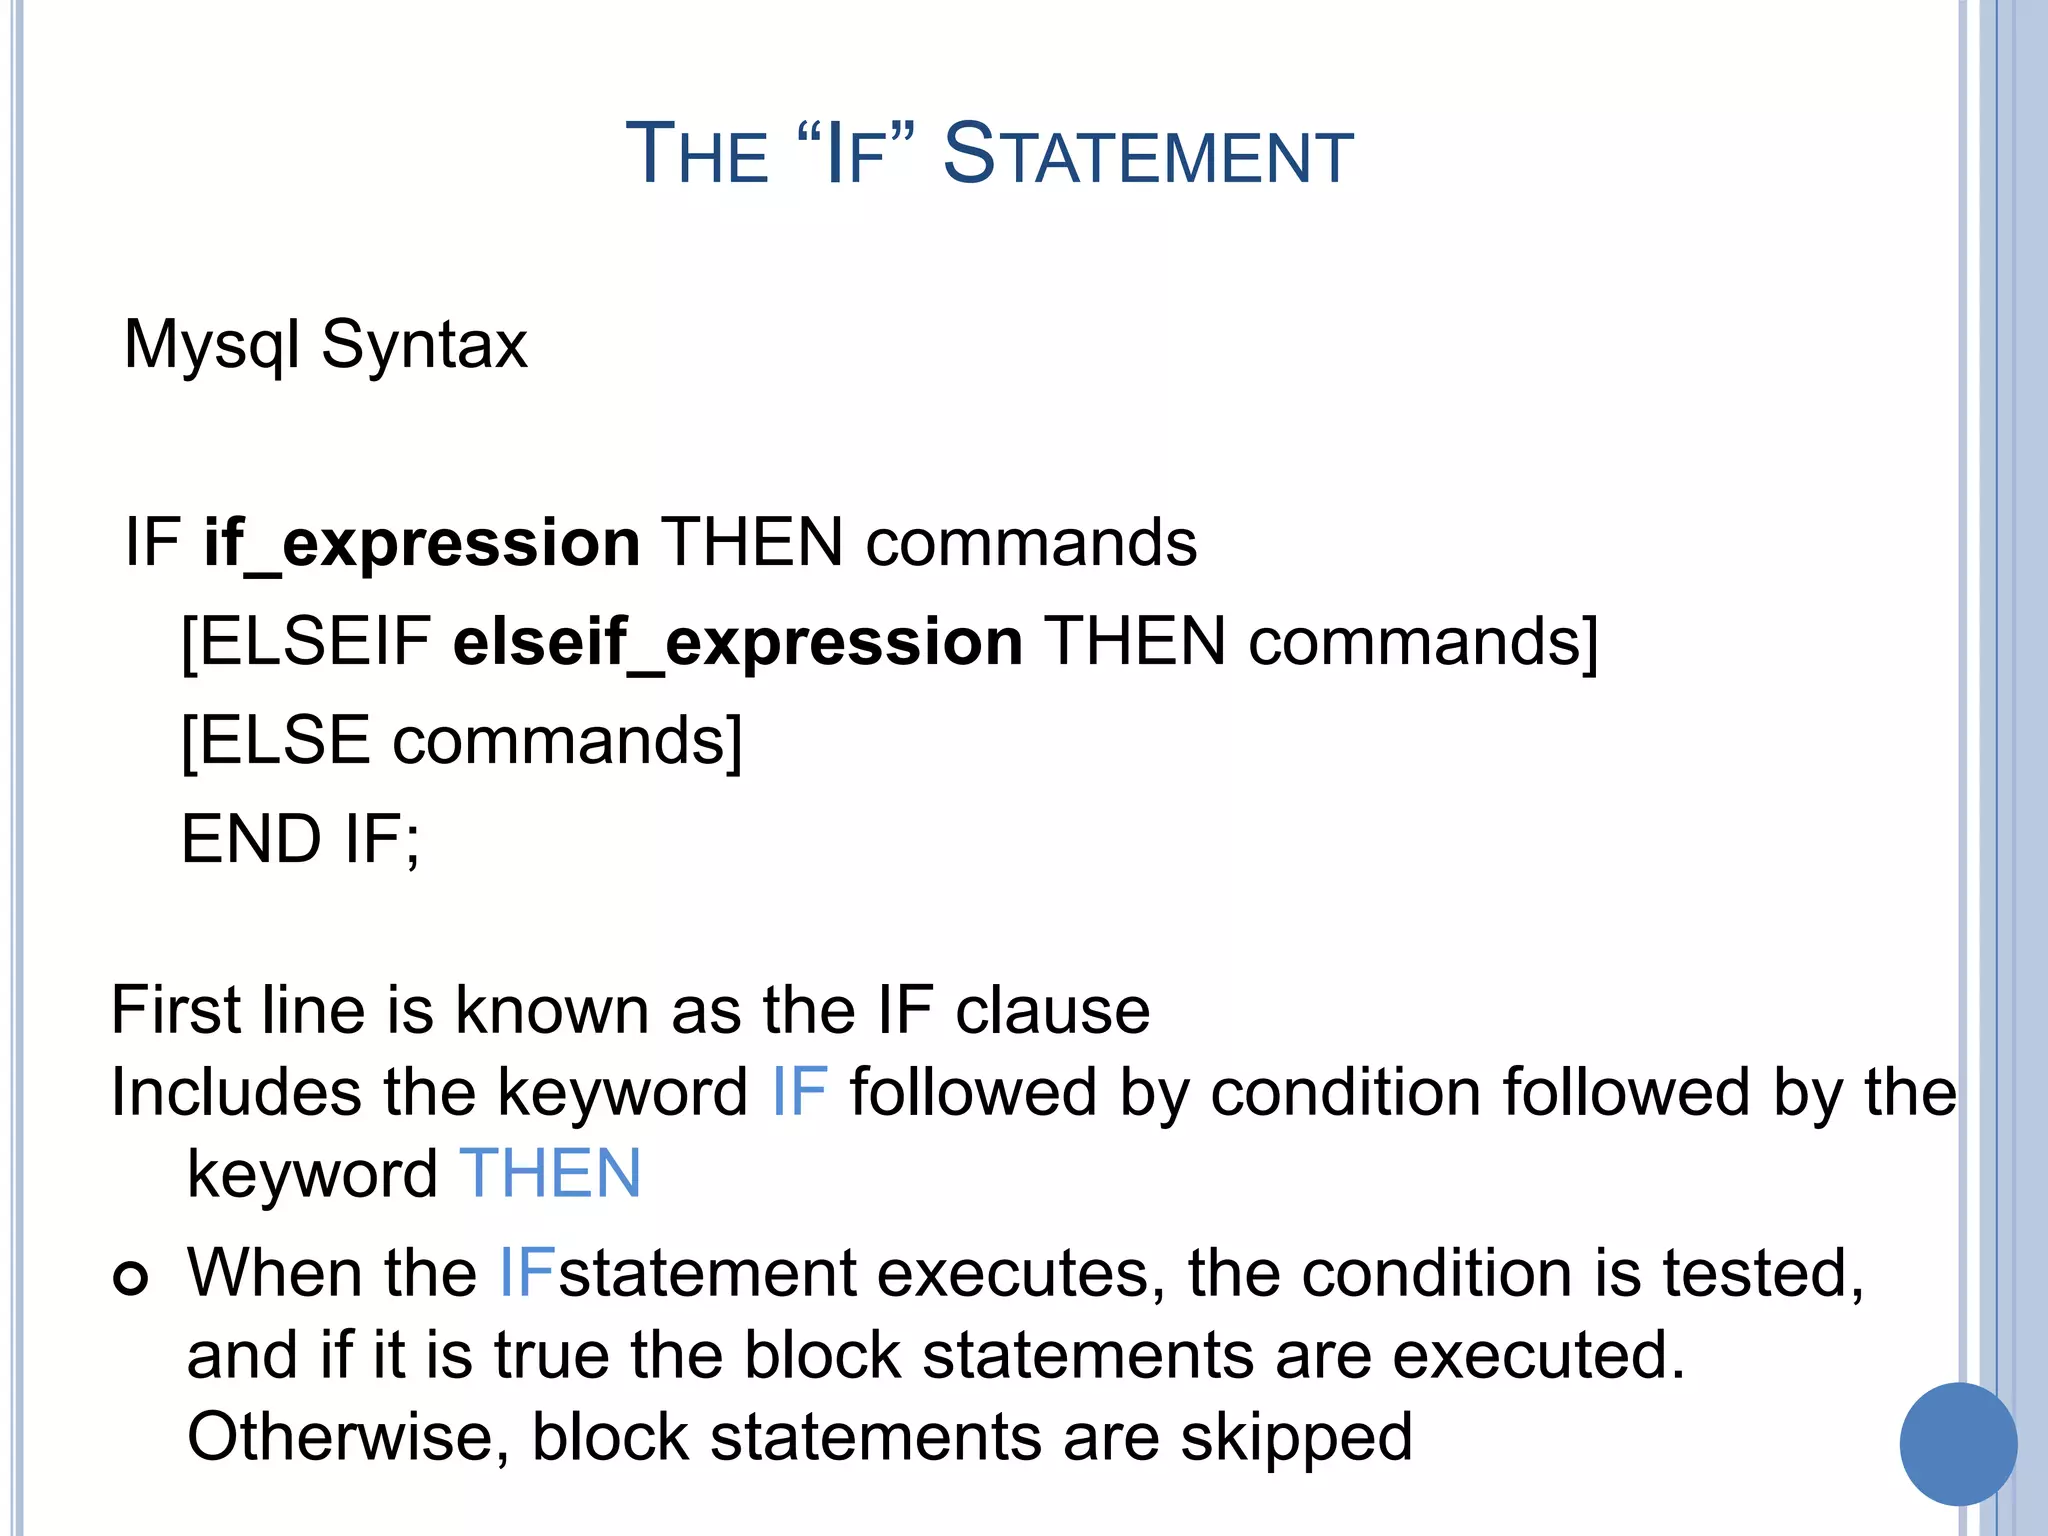 THE “IF” STATEMENT
Mysql Syntax
IF if_expression THEN commands
[ELSEIF elseif_expression THEN commands]
[ELSE commands]
END IF;
First line is known as the IF clause
Includes the keyword IF followed by condition followed by the
keyword THEN
When the IFstatement executes, the condition is tested,
and if it is true the block statements are executed.
Otherwise, block statements are skipped